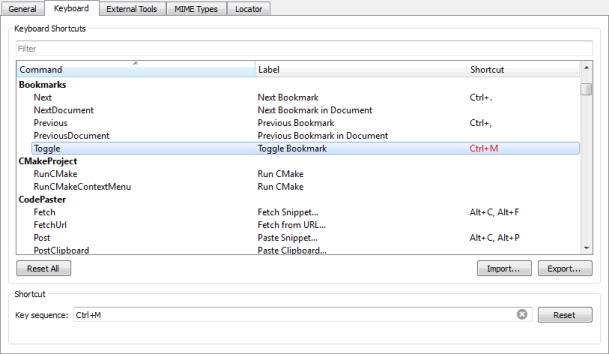 General Keyboard External Tools MIME Types Locator
Keyboard Shortcuts
Filter
Command Label Shortcut
Bookmarks
Next Next Bookmark Ctrl+.
NextDocument Next Bookmark in Document
Previous Previous Bookmark Ctrl+,
PreviousDocument Previous Bookmark in Document
Toggle Toggle Bookmark Ctrl+M
CMakeProject
RunCMake Run CMake
RunCMakeContextMenu Run CMake
CodePaster
Fetch Fetch Snippet... Alt+C, Alt+F
FetchUrl Fetch from URL...
Post Paste Snippet... Alt+C, Alt+P
PostClipboard Paste Clipboard...
Reset All Import... Export...
Shortcut
Key sequence: Ctrl+M Reset